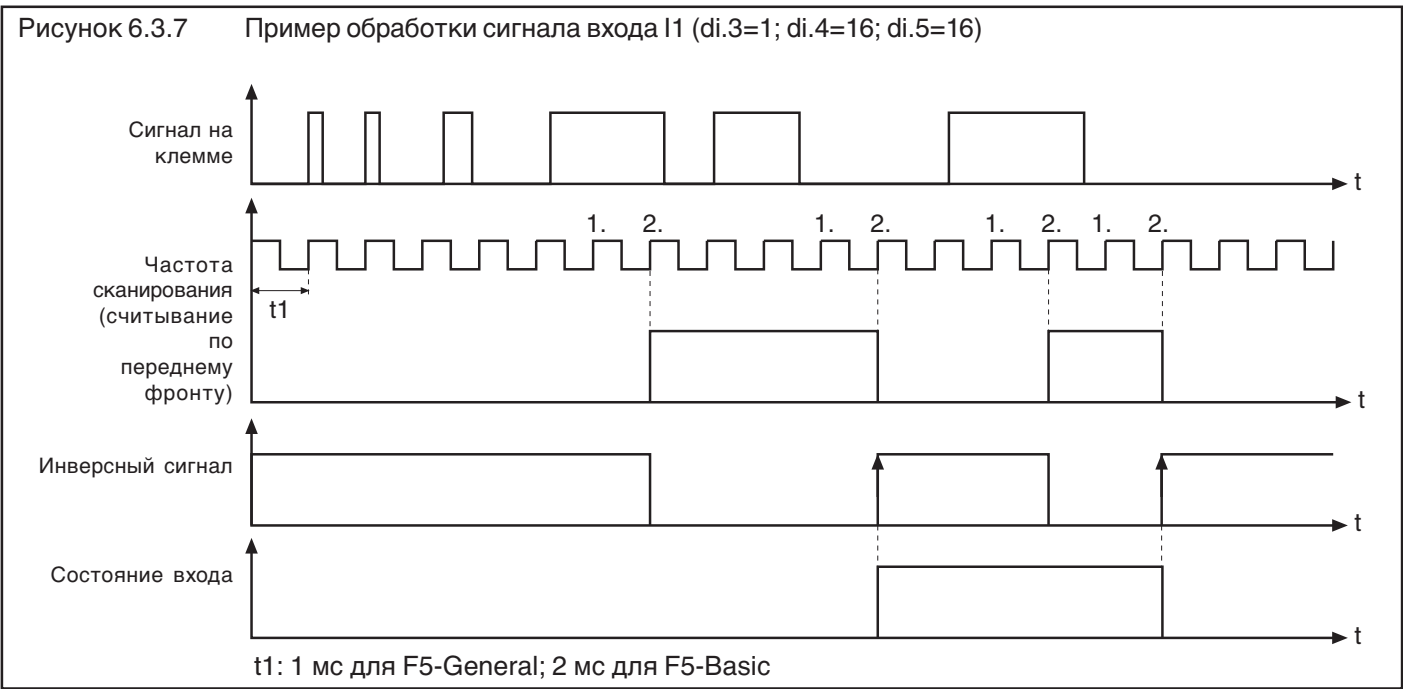 Рисунок 6.3.7 Пример обработки сигнала входа I1 (di.3=1; di.4=16; di.5=16)
Сигнал на
клемме
t
1. 2. 1. 2. 1. 2. 1. 2.
Частота
сканирования
(считывание
по
переднему
фронту)
t1
t
Инверсный сигнал
t
Состояние входа
t
t1: 1 мс для F5-General; 2 мс для F5-Basic